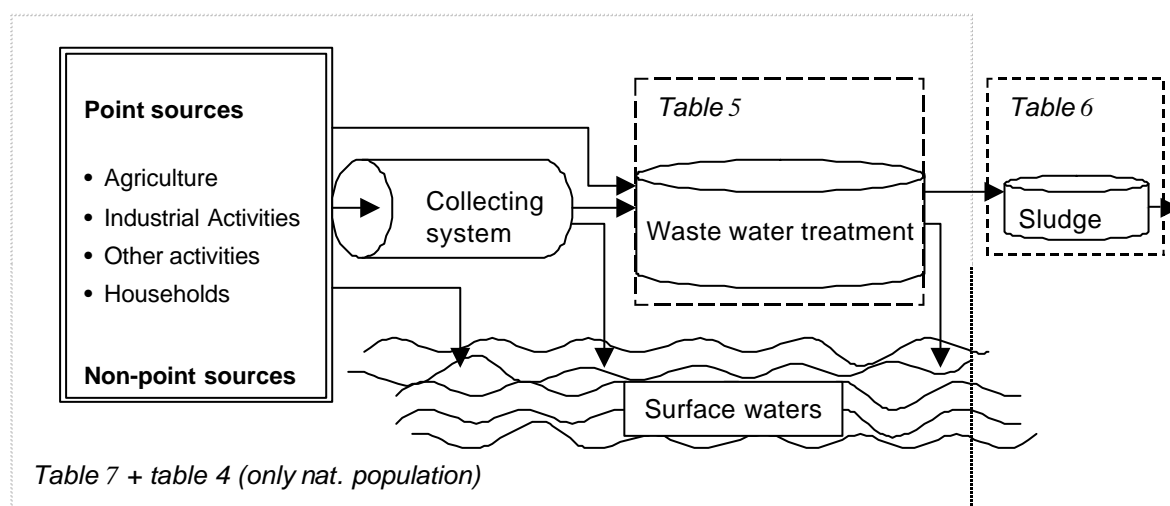 Point sources
• Agriculture
• Industrial Activities
• Other activities
• Households
Non-point sources
Collecting
system
Table 5
Waste water treatment
Table 6
Sludge
Surface waters
Table 7 + table 4 (only nat. population)